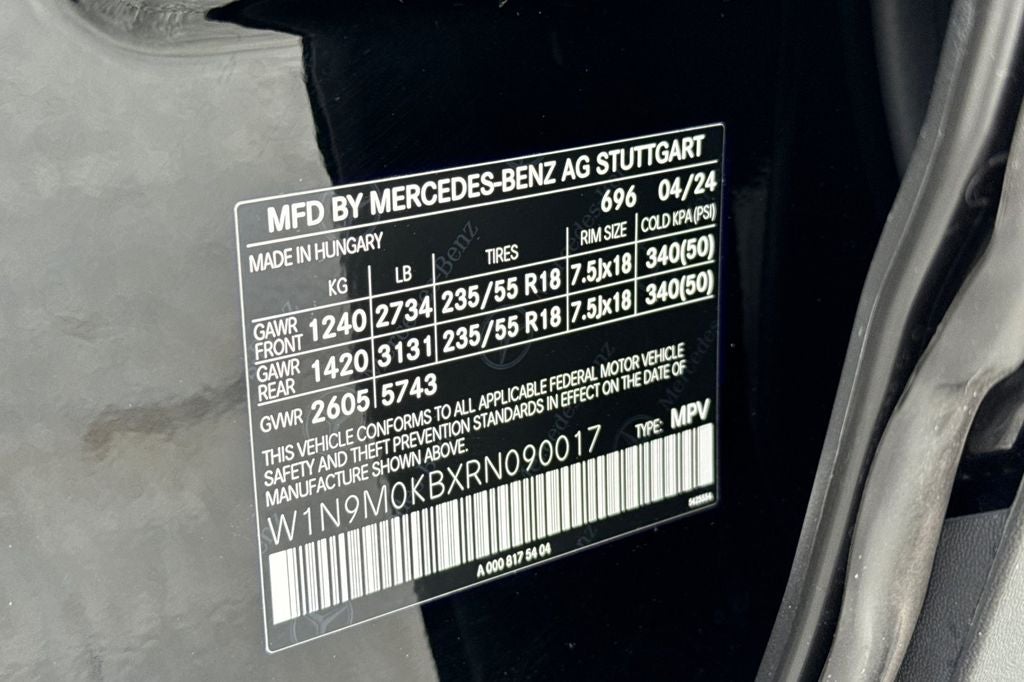 MFD BY MERCEDES-BENZ AG STUTTGART
MADE IN HUNGARY 696 04/24
KG LB TIRES RIM SIZE COLD KPA(PSI)
GAWR FRONT 1240 2734 235/55 R18 7.5Jx18 340(50)
GAWR REAR 1420 3131 235/55 R18 7.5Jx18 340(50)
GVWR 2605 5743
THIS VEHICLE CONFORMS TO ALL APPLICABLE FEDERAL MOTOR VEHICLE
SAFETY AND THEFT PREVENTION STANDARDS IN EFFECT ON THE DATE OF
MANUFACTURE SHOWN ABOVE. TYPE: MPV
W1N9M0KBXRN090017
A 000 817 54 04